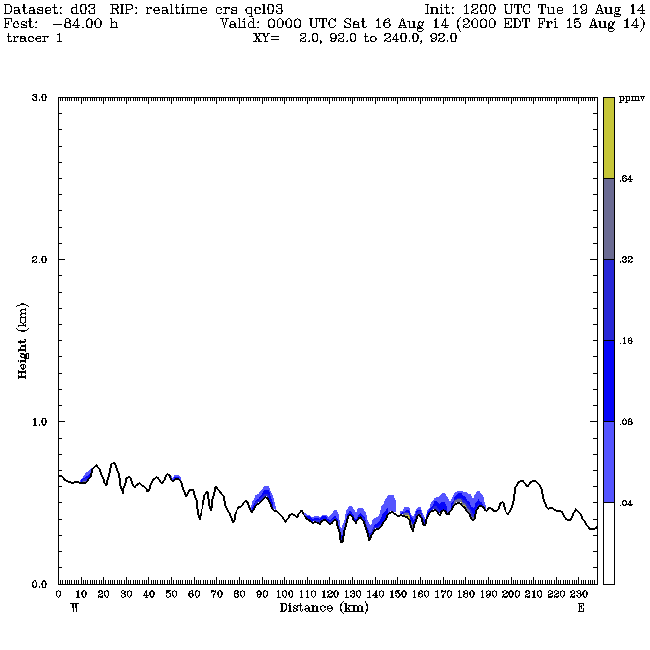 Dataset: d03 RIP: realtime crs qcl03 Init: 1200 UTC Tue 19 Aug 14
Fcst: -84.00 h Valid: 0000 UTC Sat 16 Aug 14 (2000 EDT Fri 15 Aug 14)
tracer 1 XY= 2.0, 92.0 to 240.0, 92.0
3.0
2.0
1.0
0.0
Height (km)
ppmv
.64
.32
.16
.08
.04
0 10 20 30 40 50 60 70 80 90 100 110 120 130 140 150 160 170 180 190 200 210 220 230
W Distance (km) E